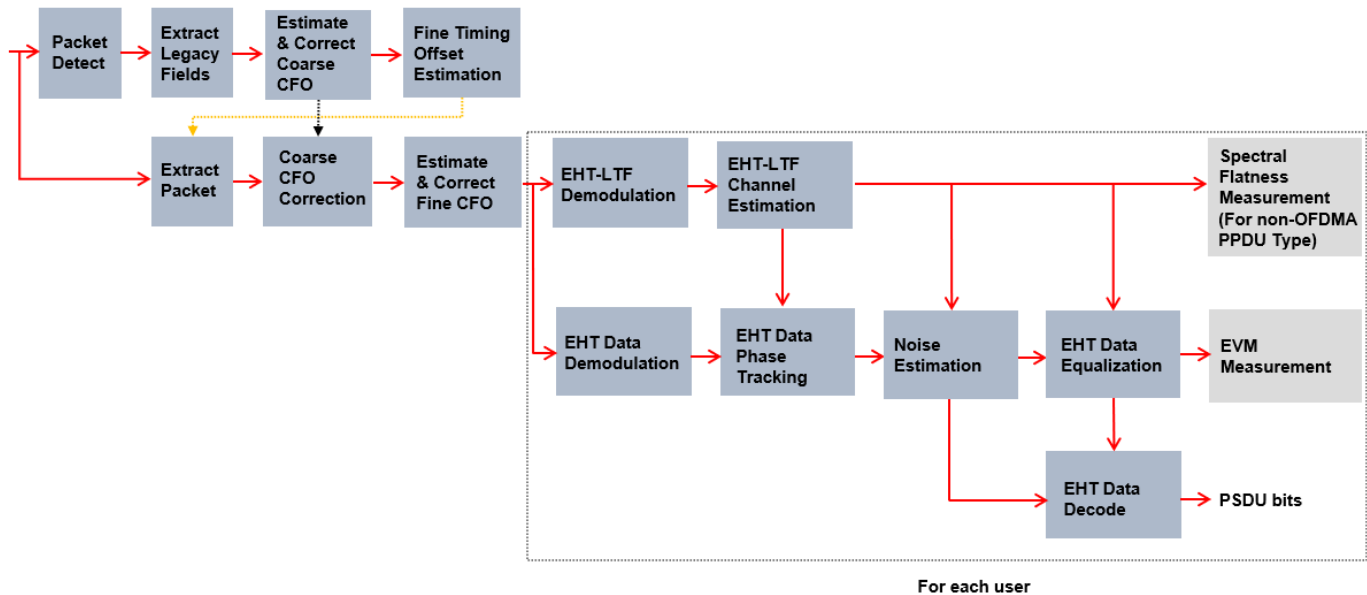 Packet
Detect
Extract
Legacy
Fields
Estimate
& Correct
Coarse
CFO
Fine Timing
Offset
Estimation
Extract
Packet
Coarse
CFO
Correction
Estimate
& Correct
Fine CFO
EHT-LTF
Demodulation
EHT-LTF
Channel
Estimation
Spectral
Flatness
Measurement
(For non-OFDMA
PPDU Type)
EHT Data
Demodulation
EHT Data
Phase
Tracking
Noise
Estimation
EHT Data
Equalization
EVM
Measurement
EHT Data
Decode
PSDU bits
For each user